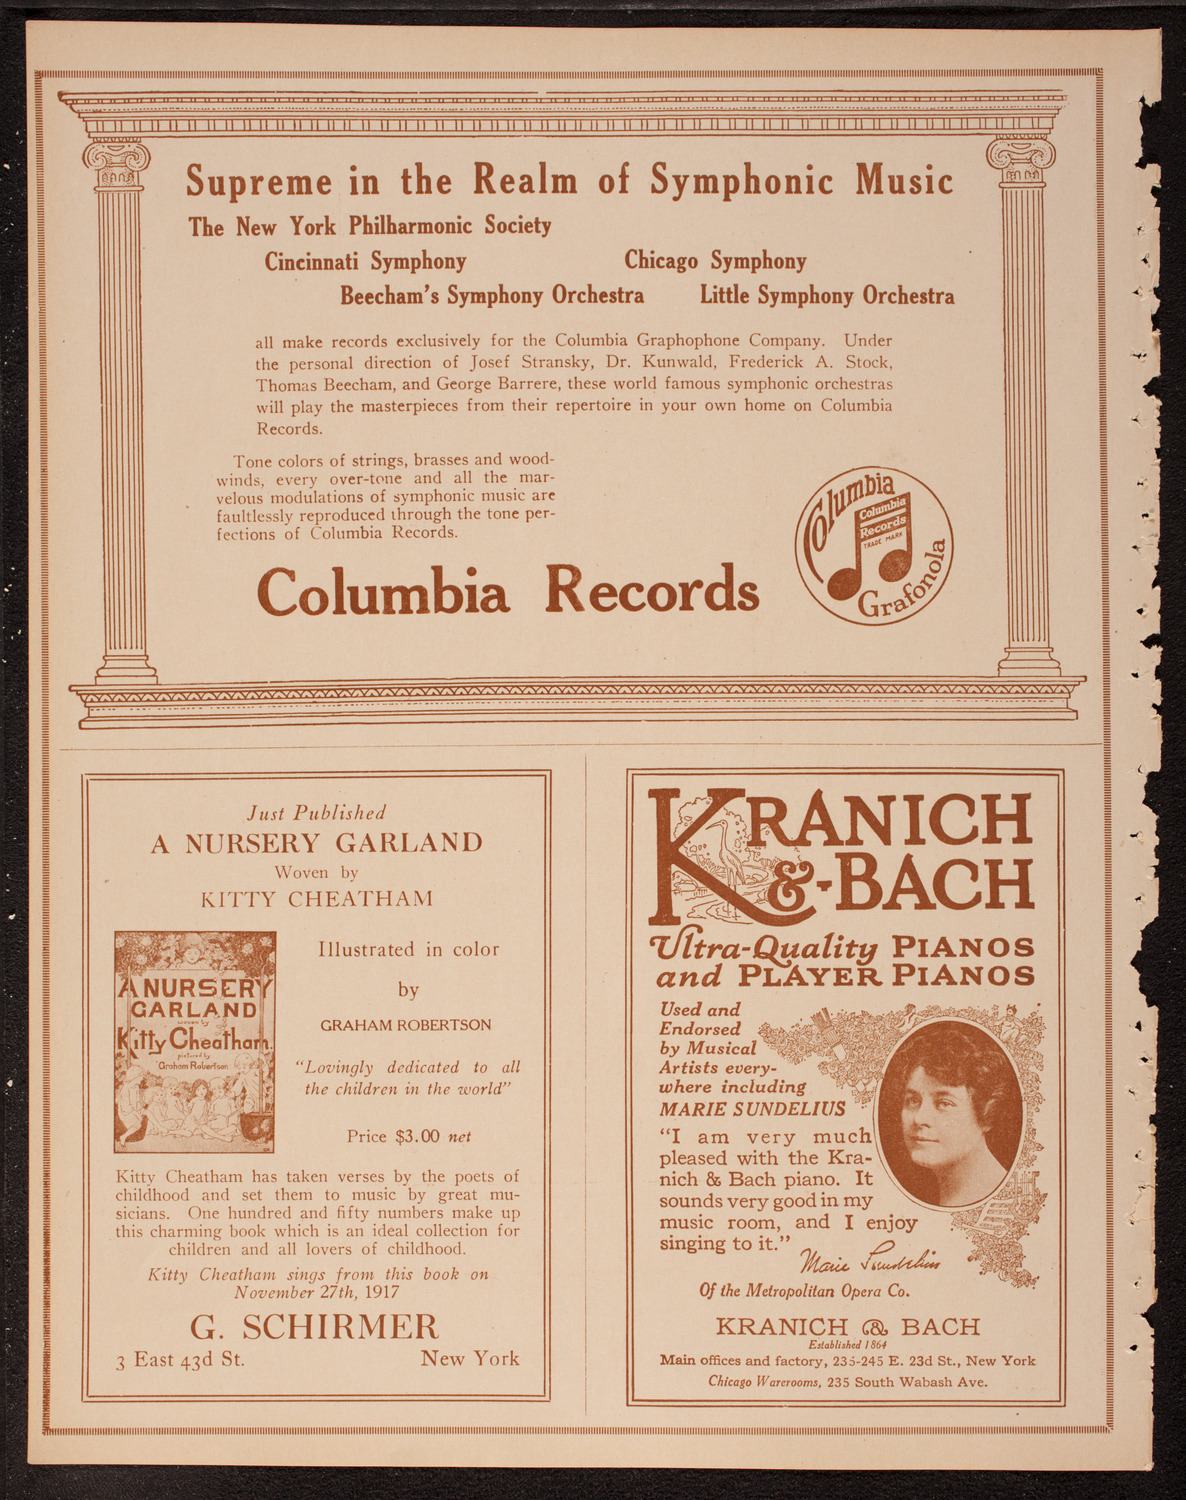 Supreme in the Realm of Symphonic Music
The New York Philharmonic Society
Cincinnati Symphony Chicago Symphony
Beecham's Symphony Orchestra Little Symphony Orchestra
all make records exclusively for the Columbia Graphophone Company. Under
the personal direction of Josef Stransky, Dr. Kunwald, Frederick A. Stock,
Thomas Beecham, and George Barrere, these world famous symphonic orchestras
will play the masterpieces from their repertoire in your own home on Columbia
Records.
Tone colors of strings, brasses and wood-
winds, every over-tone and all the mar-
velous modulations of symphonic music are
faultlessly reproduced through the tone per-
fections of Columbia Records.
Columbia Records
Columbia
Columbia
Records
TRADE MARK
Grafonola
Just Published
A NURSERY GARLAND
Woven by
KITTY CHEATHAM
A NURSERY
GARLAND
woven by
Kitty Cheatham.
pictured by
Graham Robertson
Illustrated in color
by
GRAHAM ROBERTSON
"Lovingly dedicated to all
the children in the world"
Price $3.00 net
Kitty Cheatham has taken verses by the poets of
childhood and set them to music by great mu-
sicians. One hundred and fifty numbers make up
this charming book which is an ideal collection for
children and all lovers of childhood.
Kitty Cheatham sings from this book on
November 27th, 1917
G. SCHIRMER
3 East 43d St. New York
KRANICH
&-BACH
Ultra-Quality PIANOS
and PLAYER PIANOS
Used and
Endorsed
by Musical
Artists every-
where including
MARIE SUNDELIUS
"I am very much
pleased with the Kra-
nich & Bach piano. It
sounds very good in my
music room, and I enjoy
singing to it."
Marie Sundelius
Of the Metropolitan Opera Co.
KRANICH & BACH
Established 1864
Main offices and factory, 235-245 E. 23d St., New York
Chicago Warerooms, 235 South Wabash Ave.